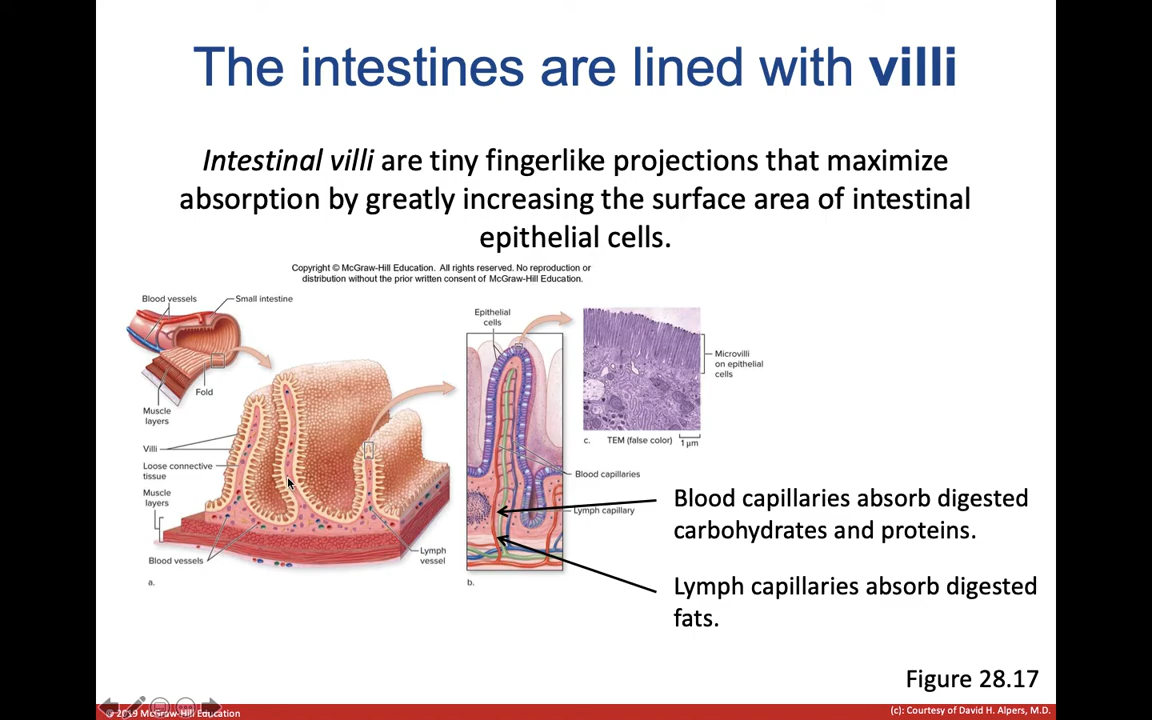 The intestines are lined with villi
Intestinal villi are tiny fingerlike projections that maximize
absorption by greatly increasing the surface area of intestinal
epithelial cells.
Copyright © McGraw-Hill Education. All rights reserved. No reproduction or
distribution without the prior written consent of McGraw-Hill Education.
Blood vessels
Small intestine
Fold
Muscle
layers
Villi
Loose connective
tissue
Muscle
layers
Blood vessels
Lymph
vessel
a.
Epithelial
cells
Blood capillaries
Lymph capillary
b.
Microvilli
on epithelial
cells
c. TEM (false color)
1 µm
Blood capillaries absorb digested
carbohydrates and proteins.
Lymph capillaries absorb digested
fats.
Figure 28.17
© 2019 McGraw-Hill Education
(c): Courtesy of David H. Alpers, M.D.